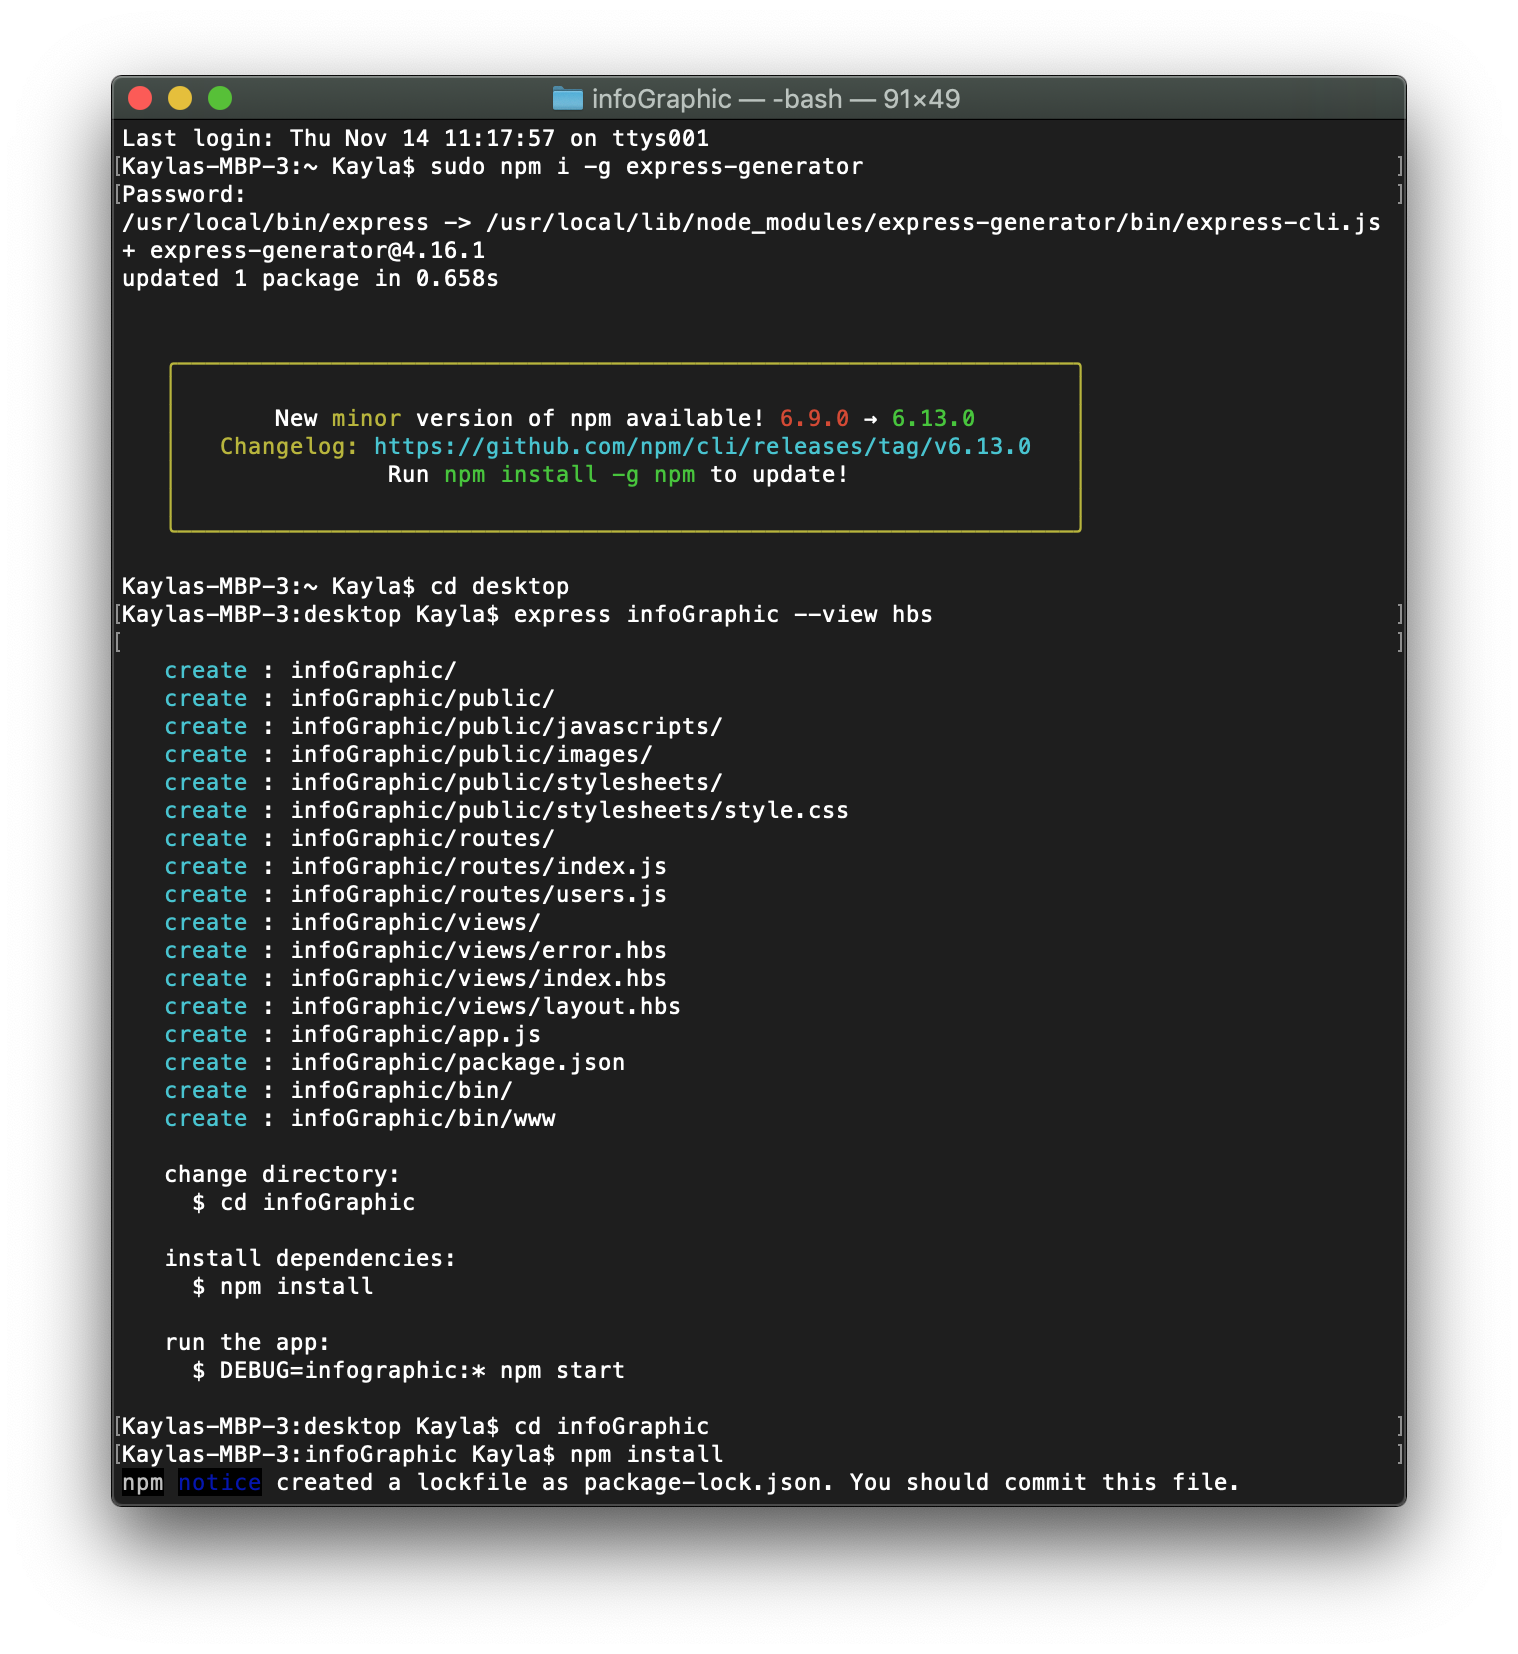 infoGraphic — -bash — 91×49
Last login: Thu Nov 14 11:17:57 on ttys001
[Kaylas-MBP-3:~ Kayla$ sudo npm i -g express-generator ]
[Password: ]
/usr/local/bin/express -> /usr/local/lib/node_modules/express-generator/bin/express-cli.js
+ express-generator@4.16.1
updated 1 package in 0.658s
New minor version of npm available! 6.9.0 → 6.13.0
Changelog: https://github.com/npm/cli/releases/tag/v6.13.0
Run npm install -g npm to update!
Kaylas-MBP-3:~ Kayla$ cd desktop
[Kaylas-MBP-3:desktop Kayla$ express infoGraphic --view hbs ]
[ ]
create : infoGraphic/
create : infoGraphic/public/
create : infoGraphic/public/javascripts/
create : infoGraphic/public/images/
create : infoGraphic/public/stylesheets/
create : infoGraphic/public/stylesheets/style.css
create : infoGraphic/routes/
create : infoGraphic/routes/index.js
create : infoGraphic/routes/users.js
create : infoGraphic/views/
create : infoGraphic/views/error.hbs
create : infoGraphic/views/index.hbs
create : infoGraphic/views/layout.hbs
create : infoGraphic/app.js
create : infoGraphic/package.json
create : infoGraphic/bin/
create : infoGraphic/bin/www
change directory:
$ cd infoGraphic
install dependencies:
$ npm install
run the app:
$ DEBUG=infographic:* npm start
[Kaylas-MBP-3:desktop Kayla$ cd infoGraphic ]
[Kaylas-MBP-3:infoGraphic Kayla$ npm install ]
npm notice created a lockfile as package-lock.json. You should commit this file.